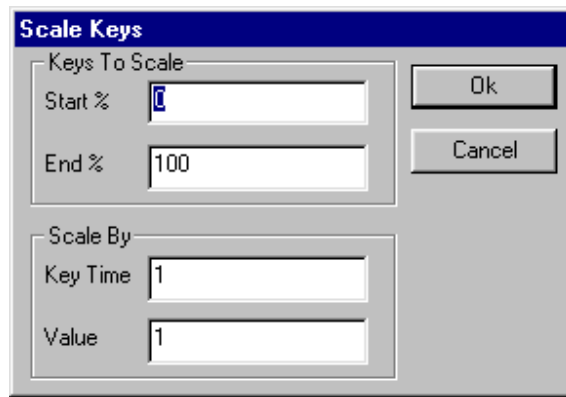 Scale Keys
Keys To Scale
Start % 0
End % 100
Ok
Cancel
Scale By
Key Time 1
Value 1